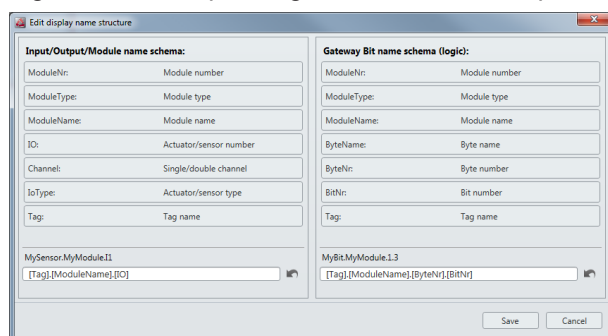 Edit display name structure
Input/Output/Module name schema:
ModuleNr: Module number
ModuleType: Module type
ModuleName: Module name
IO: Actuator/sensor number
Channel: Single/double channel
IoType: Actuator/sensor type
Tag: Tag name
MySensor.MyModule.I1
[Tag].[ModuleName].[IO]
Gateway Bit name schema (logic):
ModuleNr: Module number
ModuleType: Module type
ModuleName: Module name
ByteName: Byte name
ByteNr: Byte number
BitNr: Bit number
Tag: Tag name
MyBit.MyModule.1.3
[Tag].[ModuleName].[ByteNr].[BitNr]
Save Cancel